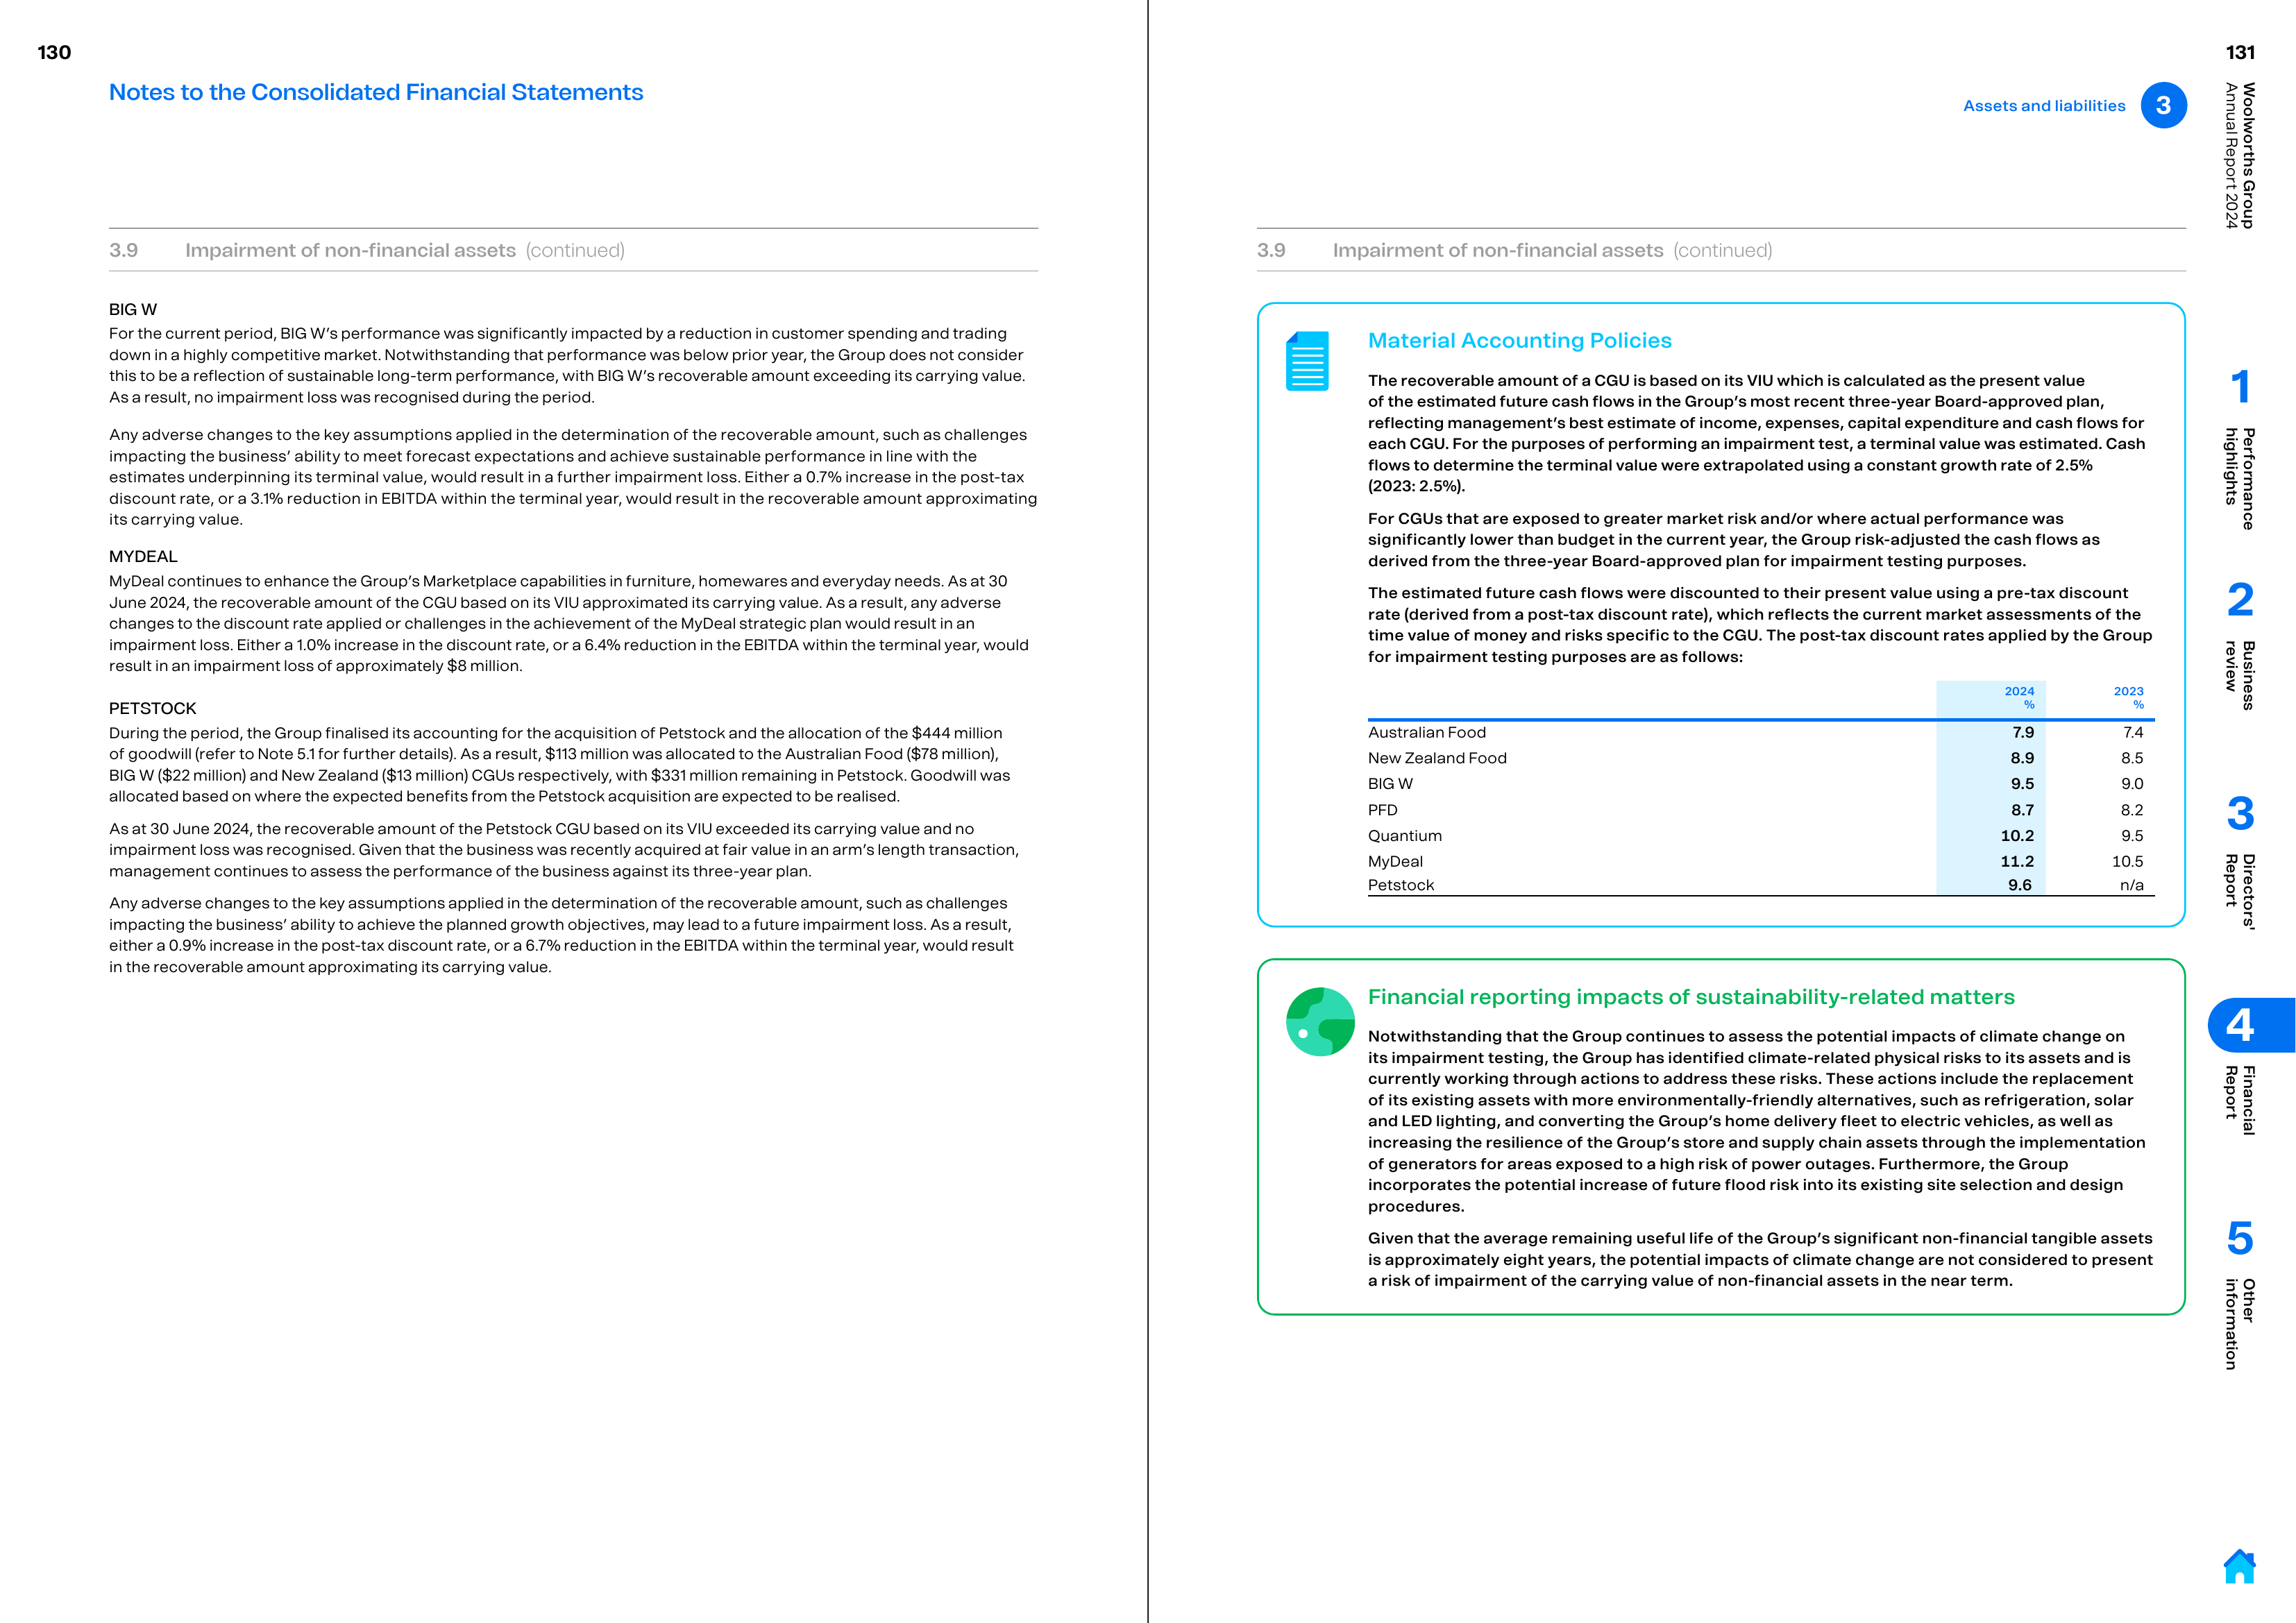 130
Notes to the Consolidated Financial Statements
3.9 Impairment of non-financial assets (continued)
BIG W
For the current period, BIG W's performance was significantly impacted by a reduction in customer spending and trading
down in a highly competitive market. Notwithstanding that performance was below prior year, the Group does not consider
this to be a reflection of sustainable long-term performance, with BIG W's recoverable amount exceeding its carrying value.
As a result, no impairment loss was recognised during the period.
Any adverse changes to the key assumptions applied in the determination of the recoverable amount, such as challenges
impacting the business' ability to meet forecast expectations and achieve sustainable performance in line with the
estimates underpinning its terminal value, would result in a further impairment loss. Either a 0.7% increase in the post-tax
discount rate, or a 3.1% reduction in EBITDA within the terminal year, would result in the recoverable amount approximating
its carrying value.
MYDEAL
MyDeal continues to enhance the Group's Marketplace capabilities in furniture, homewares and everyday needs. As at 30
June 2024, the recoverable amount of the CGU based on its VIU approximated its carrying value. As a result, any adverse
changes to the discount rate applied or challenges in the achievement of the MyDeal strategic plan would result in an
impairment loss. Either a 1.0% increase in the discount rate, or a 6.4% reduction in the EBITDA within the terminal year, would
result in an impairment loss of approximately $8 million.
PETSTOCK
During the period, the Group finalised its accounting for the acquisition of Petstock and the allocation of the $444 million
of goodwill (refer to Note 5.1 for further details). As a result, $113 million was allocated to the Australian Food ($78 million),
BIG W ($22 million) and New Zealand ($13 million) CGUs respectively, with $331 million remaining in Petstock. Goodwill was
allocated based on where the expected benefits from the Petstock acquisition are expected to be realised.
As at 30 June 2024, the recoverable amount of the Petstock CGU based on its VIU exceeded its carrying value and no
impairment loss was recognised. Given that the business was recently acquired at fair value in an arm's length transaction,
management continues to assess the performance of the business against its three-year plan.
Any adverse changes to the key assumptions applied in the determination of the recoverable amount, such as challenges
impacting the business' ability to achieve the planned growth objectives, may lead to a future impairment loss. As a result,
either a 0.9% increase in the post-tax discount rate, or a 6.7% reduction in the EBITDA within the terminal year, would result
in the recoverable amount approximating its carrying value.
Assets and liabilities 3
3.9 Impairment of non-financial assets (continued)
Material Accounting Policies
The recoverable amount of a CGU is based on its VIU which is calculated as the present value
of the estimated future cash flows in the Group's most recent three-year Board-approved plan,
reflecting management's best estimate of income, expenses, capital expenditure and cash flows for
each CGU. For the purposes of performing an impairment test, a terminal value was estimated. Cash
flows to determine the terminal value were extrapolated using a constant growth rate of 2.5%
(2023: 2.5%).
For CGUs that are exposed to greater market risk and/or where actual performance was
significantly lower than budget in the current year, the Group risk-adjusted the cash flows as
derived from the three-year Board-approved plan for impairment testing purposes.
The estimated future cash flows were discounted to their present value using a pre-tax discount
rate (derived from a post-tax discount rate), which reflects the current market assessments of the
time value of money and risks specific to the CGU. The post-tax discount rates applied by the Group
for impairment testing purposes are as follows:
2024 2023
% %
Australian Food 7.9 7.4
New Zealand Food 8.9 8.5
BIG W 9.5 9.0
PFD 8.7 8.2
Quantium 10.2 9.5
MyDeal 11.2 10.5
Petstock 9.6 n/a
Financial reporting impacts of sustainability-related matters
Notwithstanding that the Group continues to assess the potential impacts of climate change on
its impairment testing, the Group has identified climate-related physical risks to its assets and is
currently working through actions to address these risks. These actions include the replacement
of its existing assets with more environmentally-friendly alternatives, such as refrigeration, solar
and LED lighting, and converting the Group's home delivery fleet to electric vehicles, as well as
increasing the resilience of the Group's store and supply chain assets through the implementation
of generators for areas exposed to a high risk of power outages. Furthermore, the Group
incorporates the potential increase of future flood risk into its existing site selection and design
procedures.
Given that the average remaining useful life of the Group's significant non-financial tangible assets
is approximately eight years, the potential impacts of climate change are not considered to present
a risk of impairment of the carrying value of non-financial assets in the near term.
131
Woolworths Group
Annual Report 2024
1
Performance
highlights
2
Business
review
3
Directors'
Report
4
Financial
Report
5
Other
information